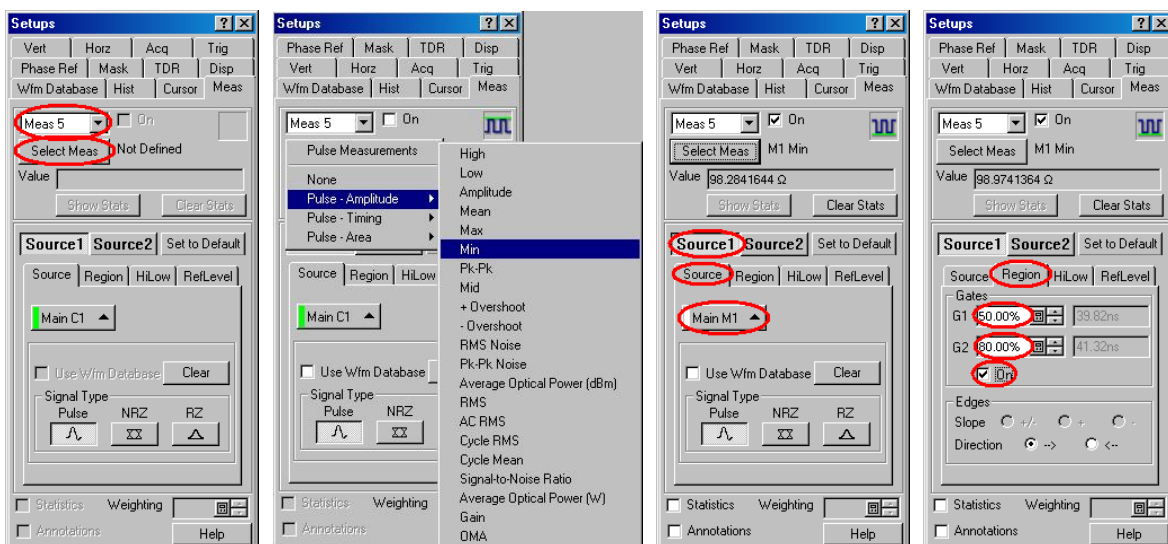 Setups
Vert Horz Acq Trig
Phase Ref Mask TDR Disp
Wfm Database Hist Cursor Meas
Meas 5 On
Select Meas Not Defined
Value
Show Stats Clear Stats
Source1 Source2 Set to Default
Source Region HiLow RefLevel
Main C1
Use Wfm Database Clear
Signal Type
Pulse NRZ RZ
Statistics Weighting
Annotations Help
Setups
Phase Ref Mask TDR Disp
Vert Horz Acq Trig
Wfm Database Hist Cursor Meas
Meas 5 On
Pulse Measurements
None
Pulse - Amplitude
Pulse - Timing
Pulse - Area
High
Low
Amplitude
Mean
Max
Min
Pk-Pk
Mid
+ Overshoot
- Overshoot
RMS Noise
Pk-Pk Noise
Average Optical Power (dBm)
RMS
AC RMS
Cycle RMS
Cycle Mean
Signal-to-Noise Ratio
Average Optical Power (W)
Gain
OMA
Source Region HiLow
Main C1
Use Wfm Database
Signal Type
Pulse NRZ
Statistics Weighting
Annotations
Setups
Phase Ref Mask TDR Disp
Vert Horz Acq Trig
Wfm Database Hist Cursor Meas
Meas 5 On
Select Meas M1 Min
Value 98.2841644 Ω
Show Stats Clear Stats
Source1 Source2 Set to Default
Source Region HiLow RefLevel
Main M1
Use Wfm Database Clear
Signal Type
Pulse NRZ RZ
Statistics Weighting
Annotations Help
Setups
Phase Ref Mask TDR Disp
Vert Horz Acq Trig
Wfm Database Hist Cursor Meas
Meas 5 On
Select Meas M1 Min
Value 98.9741364 Ω
Show Stats Clear Stats
Source1 Source2 Set to Default
Source Region HiLow RefLevel
Gates
G1 50.00% 39.82ns
G2 80.00% 41.32ns
On
Edges
Slope +/- + -
Direction --> <--
Statistics Weighting
Annotations Help